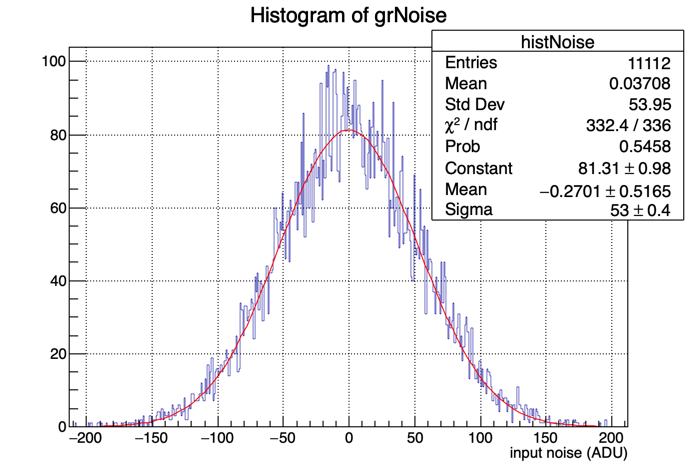 Histogram of grNoise
histNoise
Entries 11112
Mean 0.03708
Std Dev 53.95
χ² / ndf 332.4 / 336
Prob 0.5458
Constant 81.31 ± 0.98
Mean −0.2701 ± 0.5165
Sigma 53 ± 0.4
100
80
60
40
20
0
−200 −150 −100 −50 0 50 100 150 200
input noise (ADU)